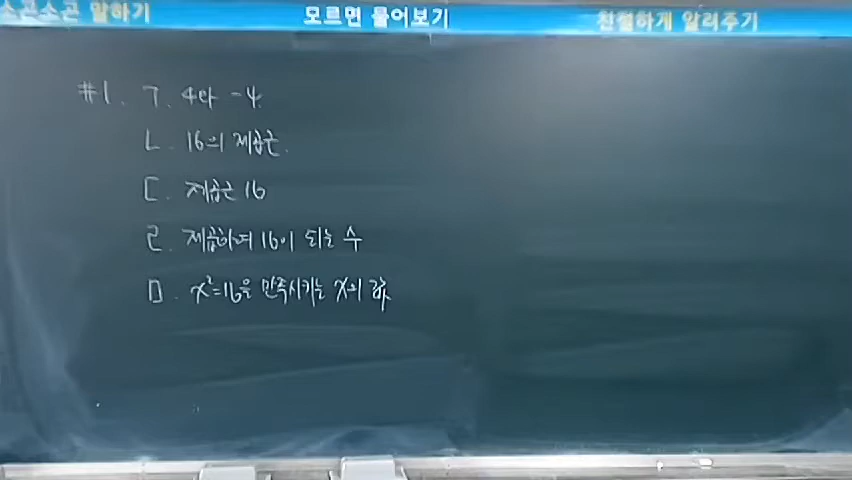 소곤소곤 말하기 모르면 물어보기 친절하게 알려주기
#1. ㄱ. 4와 -4.
ㄴ. 16의 제곱근.
ㄷ. 제곱근 16
ㄹ. 제곱하여 16이 되는 수
ㅁ. x²=16을 만족시키는 x의 값.